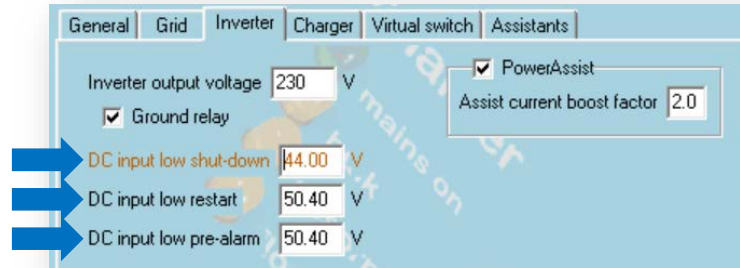 General Grid Inverter Charger Virtual switch Assistants
Inverter output voltage 230 V
PowerAssist
Assist current boost factor 2.0
Ground relay
DC input low shut-down 44.00 V
DC input low restart 50.40 V
DC input low pre-alarm 50.40 V
mains on